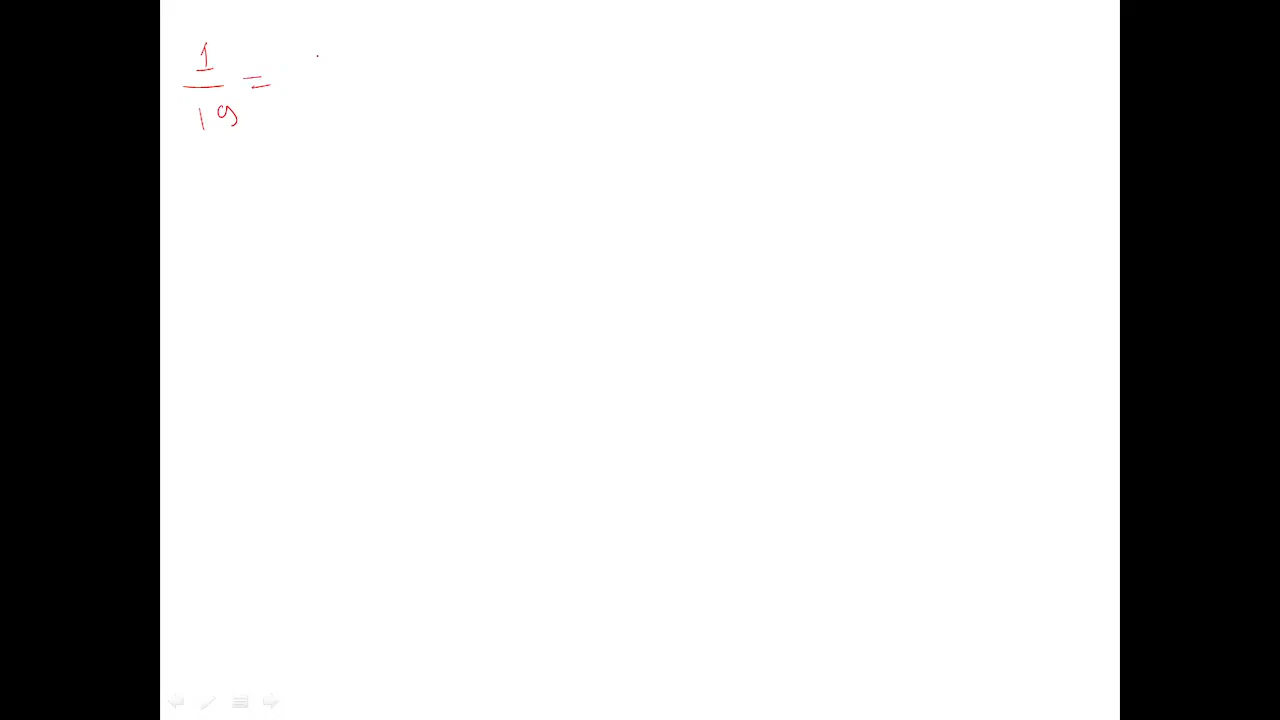 1/19 =